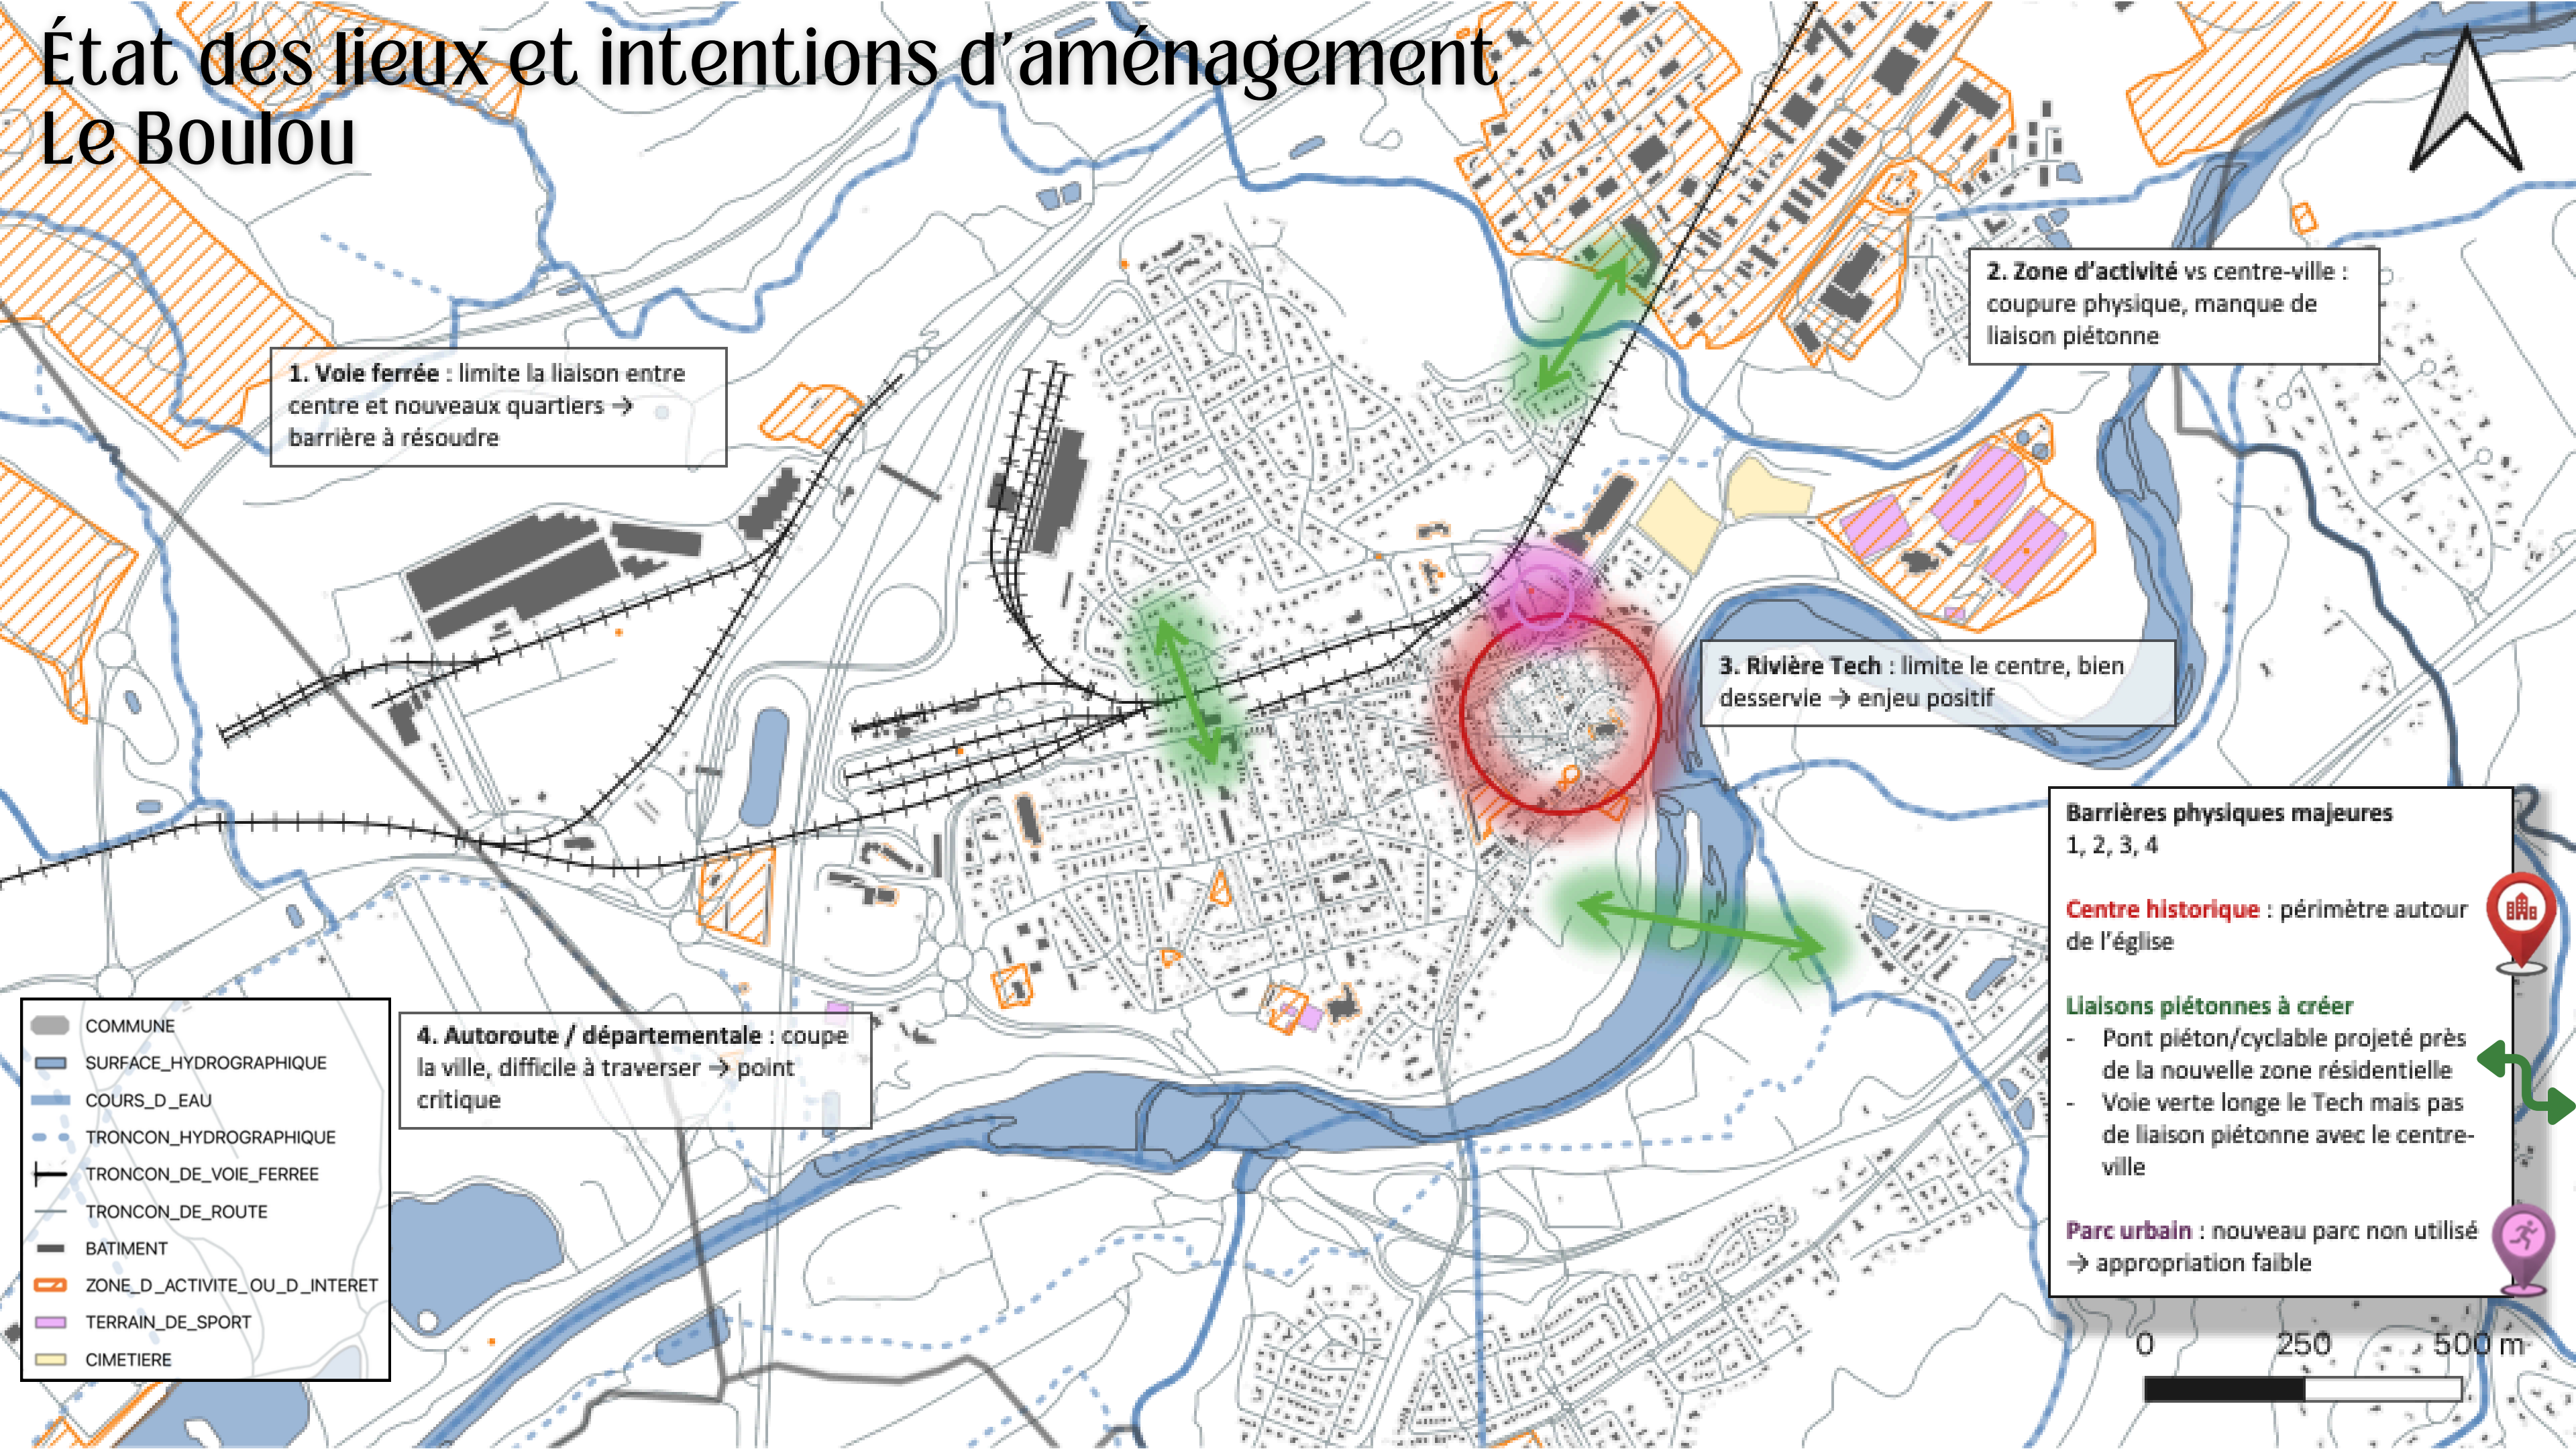 État des lieux et intentions d'aménagement
Le Boulou
1. Voie ferrée : limite la liaison entre
centre et nouveaux quartiers →
barrière à résoudre
2. Zone d'activité vs centre-ville :
coupure physique, manque de
liaison piétonne
3. Rivière Tech : limite le centre, bien
desservie → enjeu positif
4. Autoroute / départementale : coupe
la ville, difficile à traverser → point
critique
Barrières physiques majeures
1, 2, 3, 4
Centre historique : périmètre autour
de l'église
Liaisons piétonnes à créer
- Pont piéton/cyclable projeté près
de la nouvelle zone résidentielle
- Voie verte longe le Tech mais pas
de liaison piétonne avec le centre-
ville
Parc urbain : nouveau parc non utilisé
→ appropriation faible
COMMUNE
SURFACE_HYDROGRAPHIQUE
COURS_D_EAU
TRONCON_HYDROGRAPHIQUE
TRONCON_DE_VOIE_FERREE
TRONCON_DE_ROUTE
BATIMENT
ZONE_D_ACTIVITE_OU_D_INTERET
TERRAIN_DE_SPORT
CIMETIERE
0 250 500 m